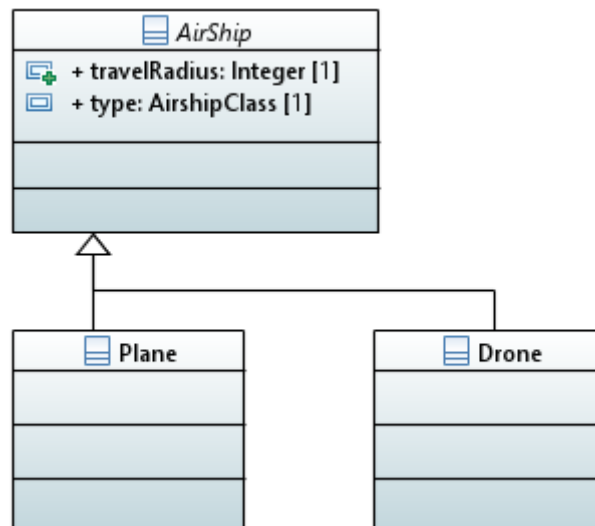 AirShip
+ travelRadius: Integer [1]
+ type: AirshipClass [1]
Plane
Drone